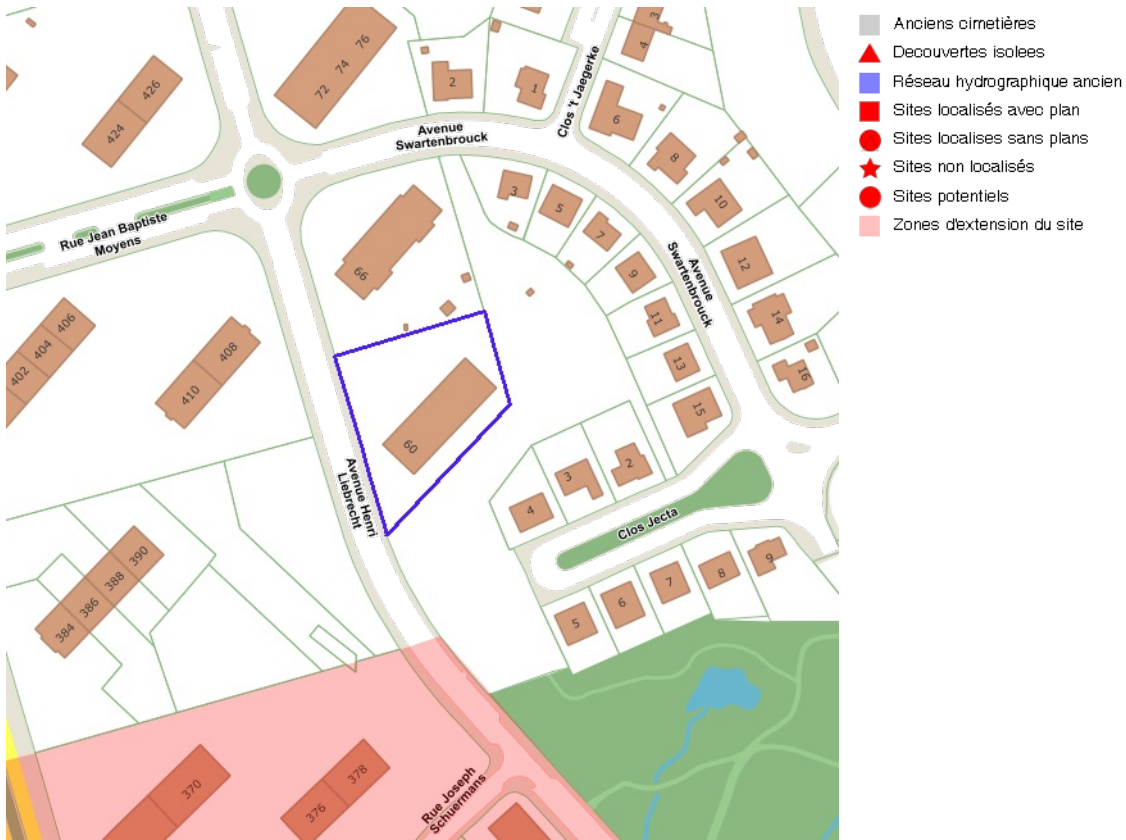 76
74
72
426
424
2
1
3
4
6
8
10
12
14
16
Avenue
Swartenbrouck
Clos 't Jaegerke
Rue Jean Baptiste
Moyens
66
3
5
7
9
11
13
15
Avenue
Swartenbrouck
406
404
402
408
410
60
Avenue Henri
Liebrecht
2
3
4
Clos Jecta
5
6
7
8
9
390
388
386
384
370
378
376
Rue Joseph
Schuermans
Anciens cimetières
Decouvertes isolees
Réseau hydrographique ancien
Sites localisés avec plan
Sites localises sans plans
Sites non localisés
Sites potentiels
Zones d'extension du site